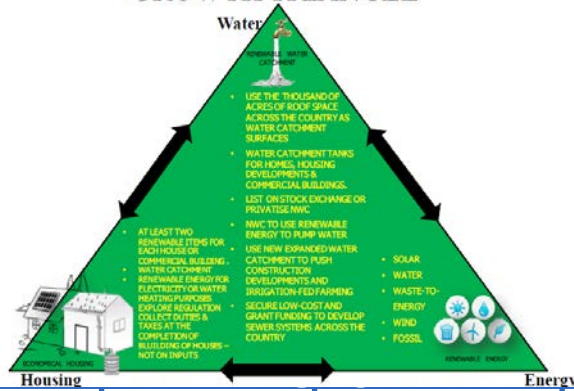 Water
RENEWABLE WATER
CATCHMENT
• USE THE THOUSAND OF
ACRES OF ROOF SPACE
ACROSS THE COUNTRY AS
WATER CATCHMENT
SURFACES
• WATER CATCHMENT TANKS
FOR HOMES, HOUSING
DEVELOPMENTS &
COMMERCIAL BUILDINGS.
• LIST ON STOCK EXCHANGE OR
PRIVATISE NWC
• NWC TO USE RENEWABLE
ENERGY TO PUMP WATER
• USE NEW EXPANDED WATER
CATCHMENT TO PUSH
CONSTRUCTION
DEVELOPMENTS AND
IRRIGATION-FED FARMING
• SECURE LOW-COST AND
GRANT FUNDING TO DEVELOP
SEWER SYSTEMS ACROSS THE
COUNTRY
• AT LEAST TWO
RENEWABLE ITEMS FOR
EACH HOUSE OR
COMMERCIAL BUILDING .
• WATER CATCHMENT
• RENEWABLE ENERGY FOR
ELECTRICITY OR WATER
HEATING PURPOSES
EXPLORE REGULATION
COLLECT DUTIES &
TAXES AT THE
COMPLETION OF
BLUILDING OF HOUSES –
NOT ON INPUTS
• SOLAR
• WATER
• WASTE-TO-
ENERGY
• WIND
• FOSSIL
ECONOMICAL HOUSING
RENEWABLE ENERGY
Housing
Energy